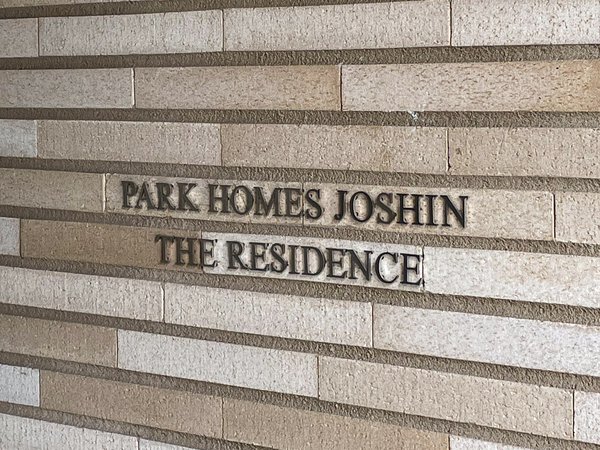 PARK HOMES JOSHIN
THE RESIDENCE